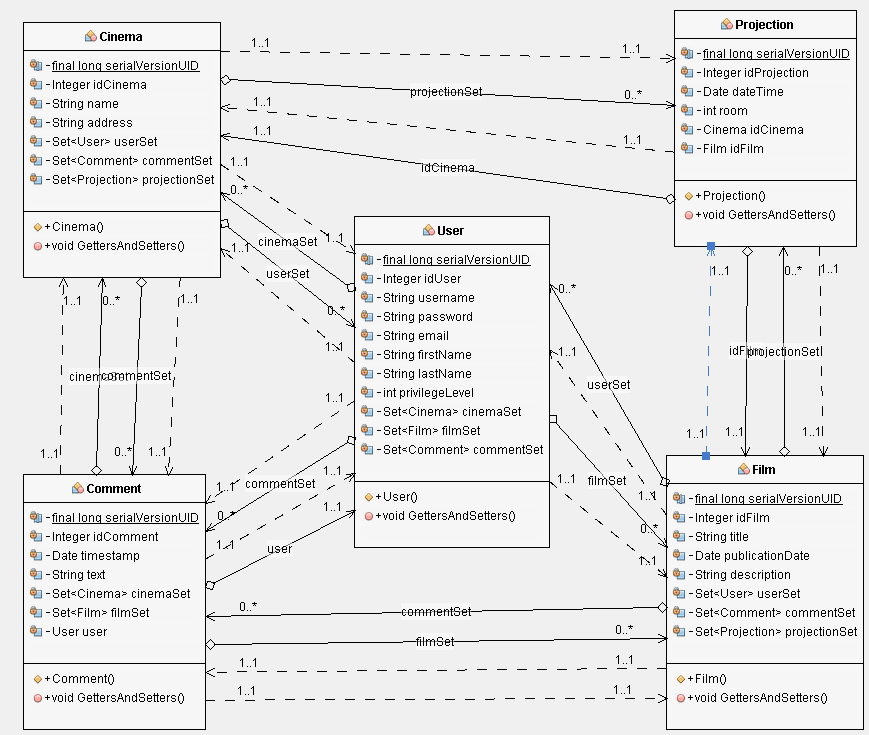 Cinema
- final long serialVersionUID
- Integer idCinema
- String name
- String address
- Set<User> userSet
- Set<Comment> commentSet
- Set<Projection> projectionSet
+ Cinema()
+ void GettersAndSetters()
Projection
- final long serialVersionUID
- Integer idProjection
- Date dateTime
- int room
- Cinema idCinema
- Film idFilm
+ Projection()
+ void GettersAndSetters()
1..1
1..1
projectionSet
0..*
1..1
1..1
1..1
idCinema
1..1
1..1
0..*
cinemaSet
userSet
1..1
0..*
1..1
User
- final long serialVersionUID
- Integer idUser
- String username
- String password
- String email
- String firstName
- String lastName
- int privilegeLevel
- Set<Cinema> cinemaSet
- Set<Film> filmSet
- Set<Comment> commentSet
+ User()
+ void GettersAndSetters()
1..1
0..*
1..1
cinemaSet
commentSet
1..1
0..*
1..1
1..1
0..*
1..1
idFilm
projectionSet
1..1
1..1
0..*
1..1
userSet
1..1
filmSet
0..*
1..1
1..1
1..1
1..1
commentSet
0..*
1..1
1..1
1..1
user
Comment
- final long serialVersionUID
- Integer idComment
- Date timestamp
- String text
- Set<Cinema> cinemaSet
- Set<Film> filmSet
- User user
+ Comment()
+ void GettersAndSetters()
Film
- final long serialVersionUID
- Integer idFilm
- String title
- Date publicationDate
- String description
- Set<User> userSet
- Set<Comment> commentSet
- Set<Projection> projectionSet
+ Film()
+ void GettersAndSetters()
0..*
commentSet
filmSet
0..*
1..1
1..1
1..1
1..1